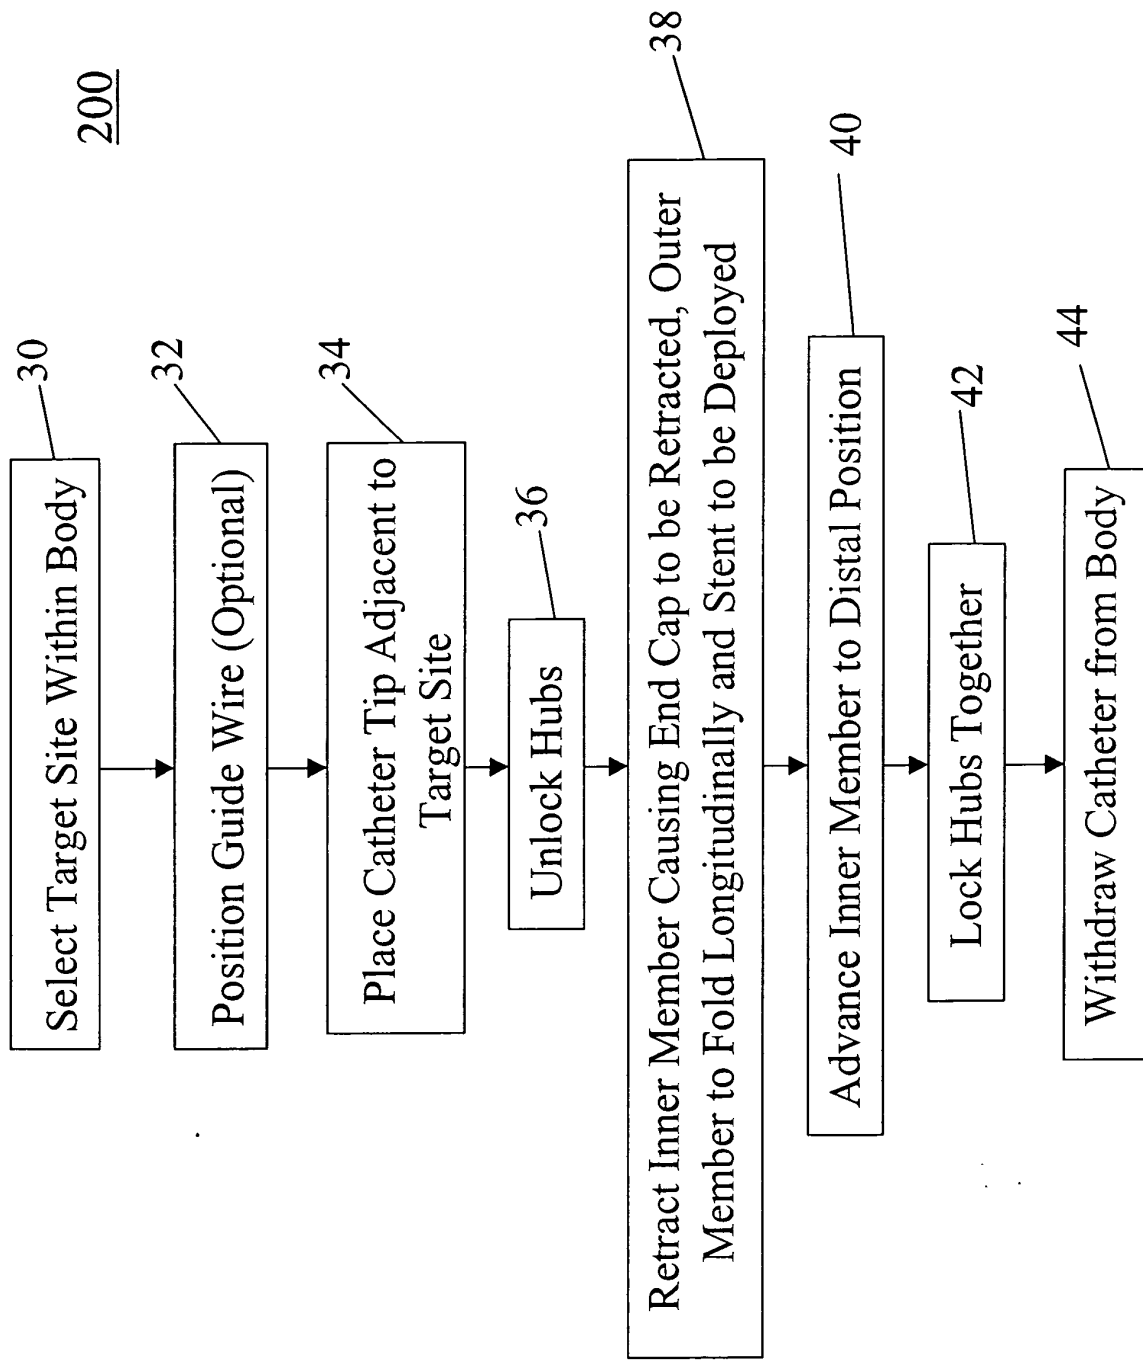 200
Select Target Site Within Body
30
Position Guide Wire (Optional)
32
Place Catheter Tip Adjacent to
Target Site
34
Unlock Hubs
36
Retract Inner Member Causing End Cap to be Retracted, Outer
Member to Fold Longitudinally and Stent to be Deployed
38
Advance Inner Member to Distal Position
40
Lock Hubs Together
42
Withdraw Catheter from Body
44